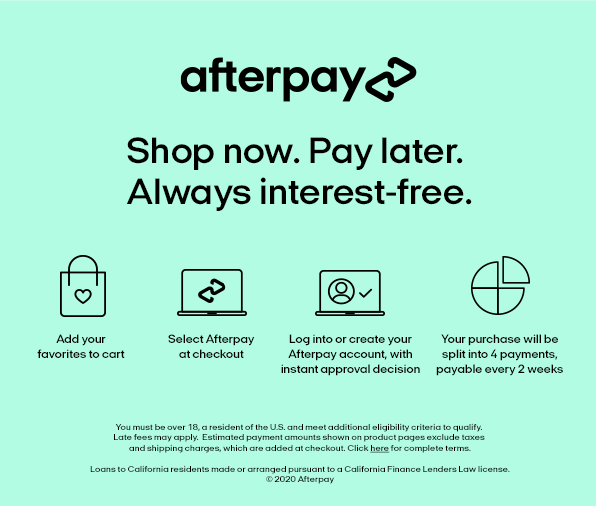 afterpay
Shop now. Pay later.
Always interest-free.
Add your
favorites to cart
Select Afterpay
at checkout
Log into or create your
Afterpay account, with
instant approval decision
Your purchase will be
split into 4 payments,
payable every 2 weeks
You must be over 18, a resident of the U.S. and meet additional eligibility criteria to qualify.
Late fees may apply. Estimated payment amounts shown on product pages exclude taxes
and shipping charges, which are added at checkout. Click here for complete terms.
Loans to California residents made or arranged pursuant to a California Finance Lenders Law license.
© 2020 Afterpay